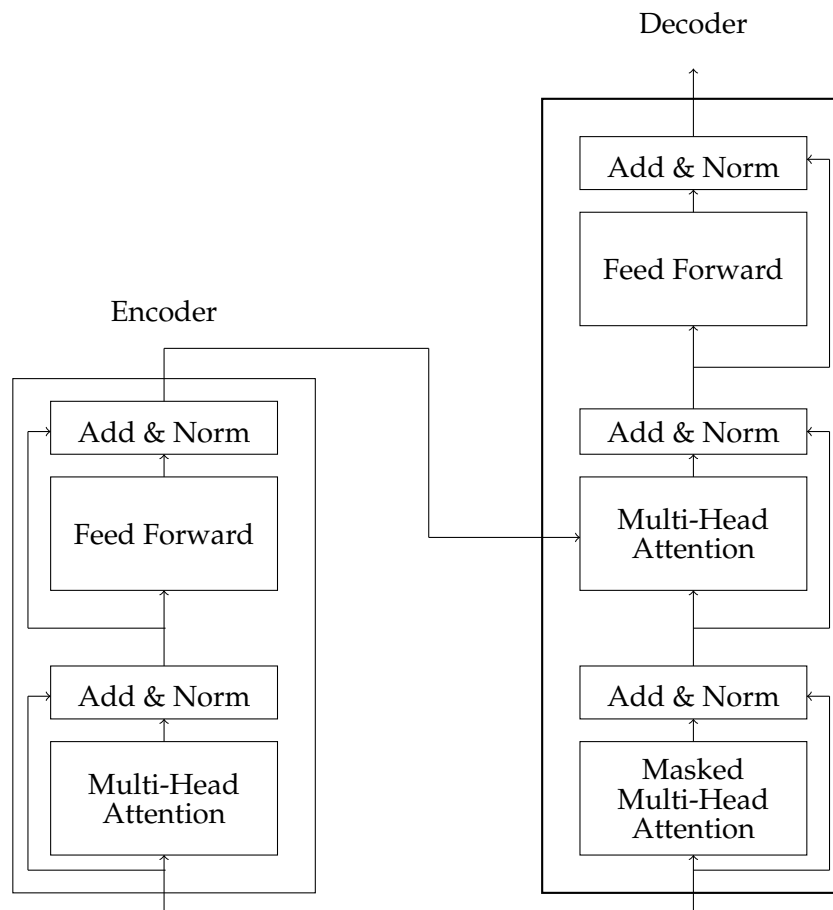 Decoder
Add & Norm
Feed Forward
Encoder
Add & Norm
Add & Norm
Feed Forward
Multi-Head
Attention
Add & Norm
Add & Norm
Multi-Head
Attention
Masked
Multi-Head
Attention